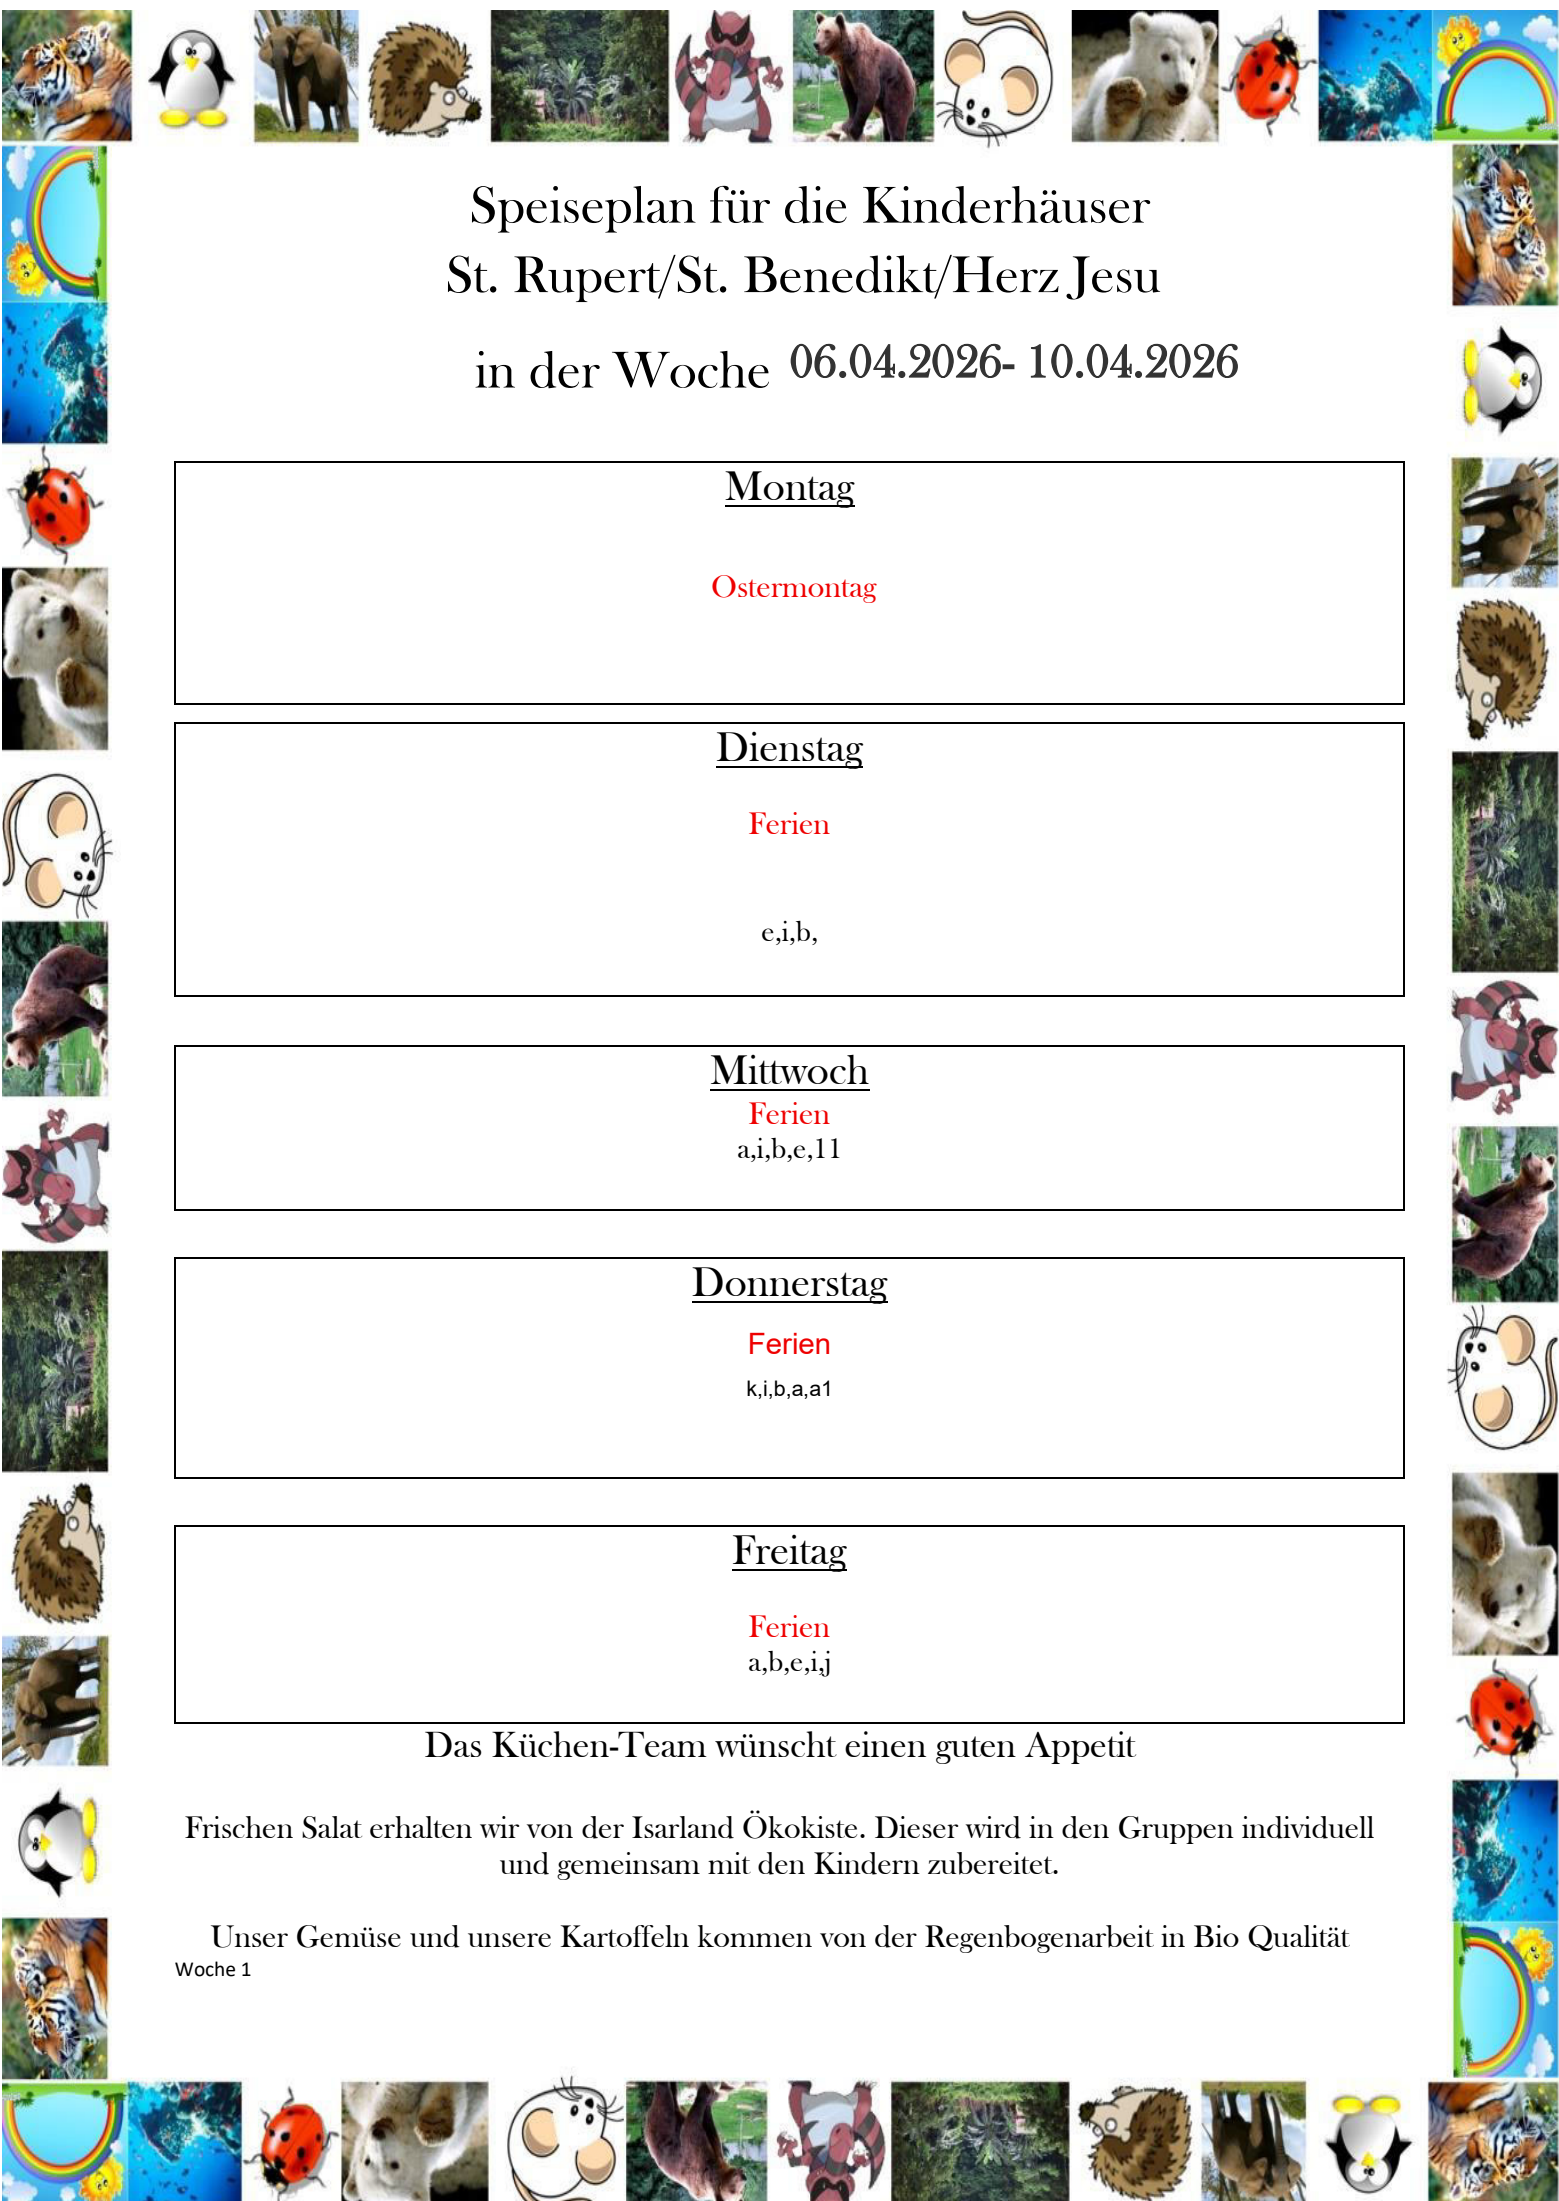 Speiseplan für die Kinderhäuser
St. Rupert/St. Benedikt/Herz Jesu
in der Woche 06.04.2026- 10.04.2026
Montag
Ostermontag
Dienstag
Ferien
e,i,b,
Mittwoch
Ferien
a,i,b,e,11
Donnerstag
Ferien
k,i,b,a,a1
Freitag
Ferien
a,b,e,i,j
Das Küchen-Team wünscht einen guten Appetit
Frischen Salat erhalten wir von der Isarland Ökokiste. Dieser wird in den Gruppen individuell
und gemeinsam mit den Kindern zubereitet.
Unser Gemüse und unsere Kartoffeln kommen von der Regenbogenarbeit in Bio Qualität
Woche 1